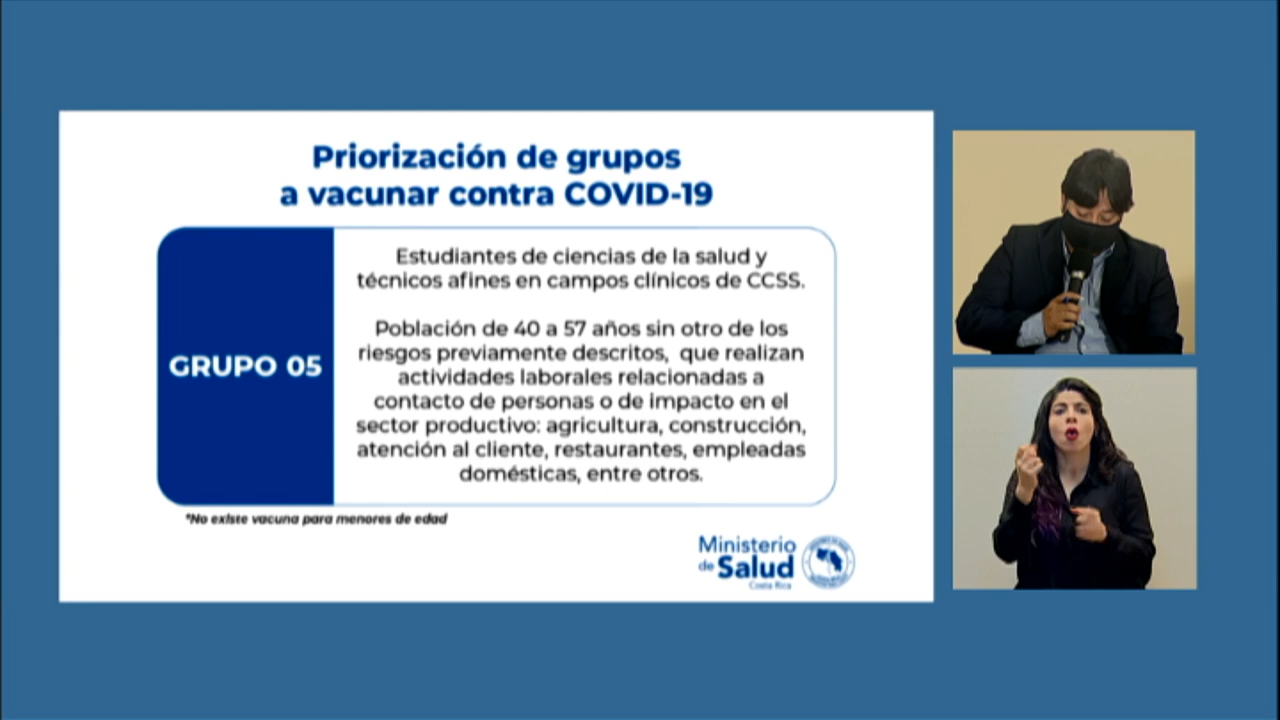 Priorización de grupos
a vacunar contra COVID-19
GRUPO 05
Estudiantes de ciencias de la salud y
técnicos afines en campos clínicos de CCSS.
Población de 40 a 57 años sin otro de los
riesgos previamente descritos, que realizan
actividades laborales relacionadas a
contacto de personas o de impacto en el
sector productivo: agricultura, construcción,
atención al cliente, restaurantes, empleadas
domésticas, entre otros.
*No existe vacuna para menores de edad
Ministerio
de Salud
Costa Rica